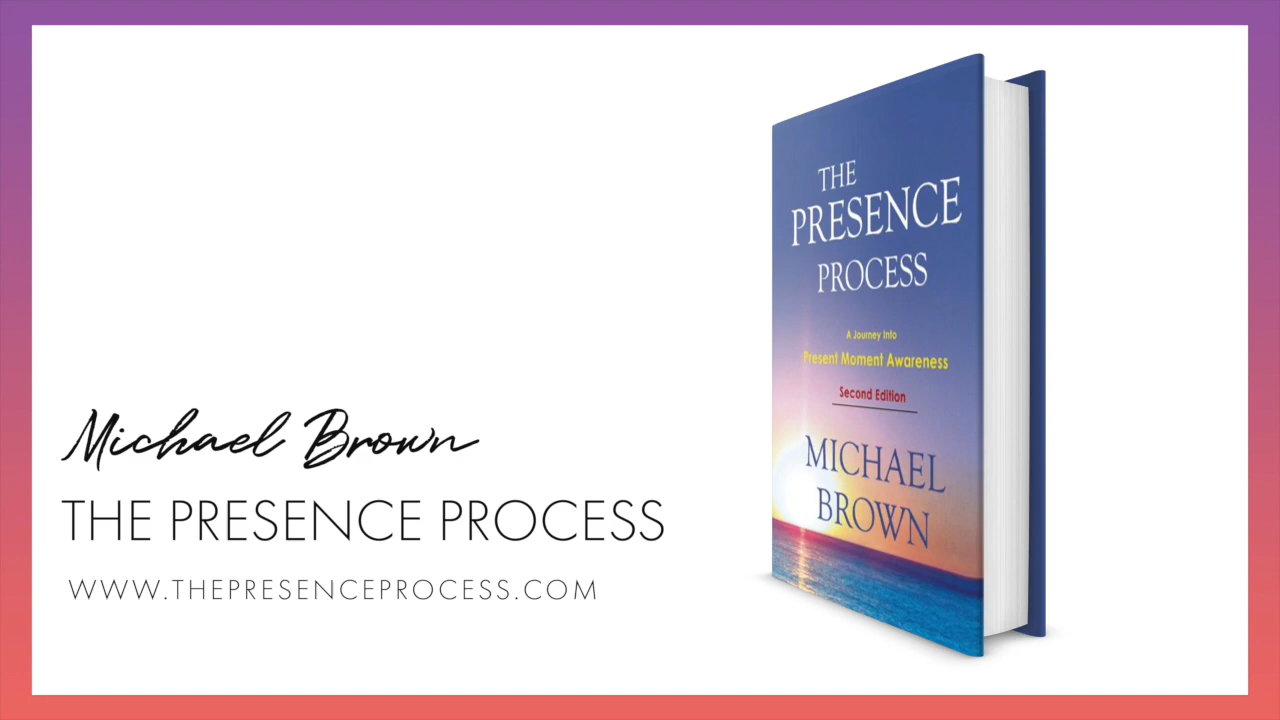 Michael Brown
THE PRESENCE PROCESS
WWW.THEPRESENCEPROCESS.COM
THE
PRESENCE
PROCESS
A Journey Into
Present Moment Awareness
Second Edition
MICHAEL
BROWN